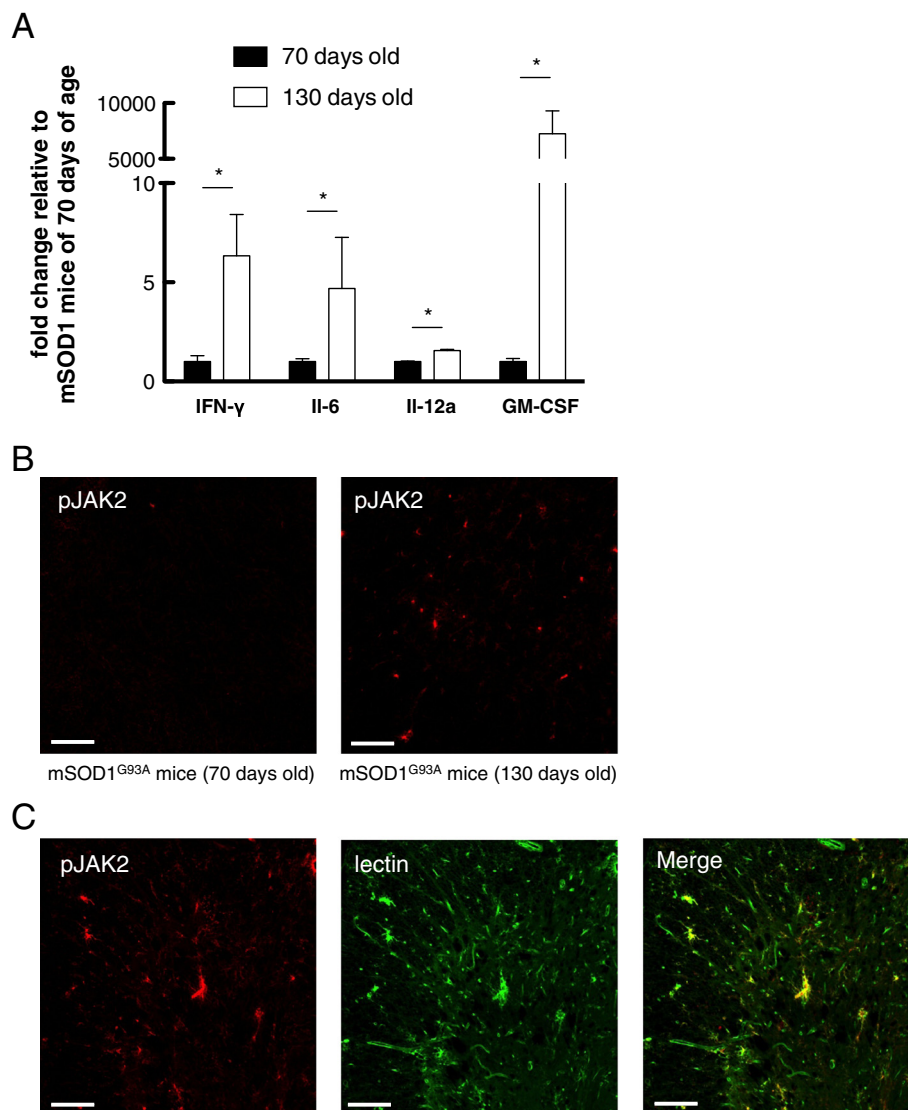 A
70 days old
130 days old
fold change relative to
mSOD1 mice of 70 days of age
10000
5000
10
5
0
*
*
*
*
IFN-γ
Il-6
Il-12a
GM-CSF
B
pJAK2
pJAK2
mSOD1G93A mice (70 days old)
mSOD1G93A mice (130 days old)
C
pJAK2
lectin
Merge